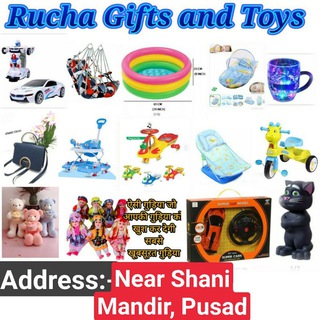 Rucha Gifts and Toys
ऐसी गुड़िया जो
आपकी गुड़िया को
खुश कर देगी
सबसे
खूबसूरत गुड़िया
Address:- Near Shani
Mandir, Pusad